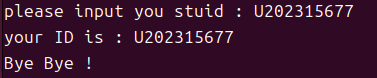 please input you stuid : U202315677
your ID is : U202315677
Bye Bye !